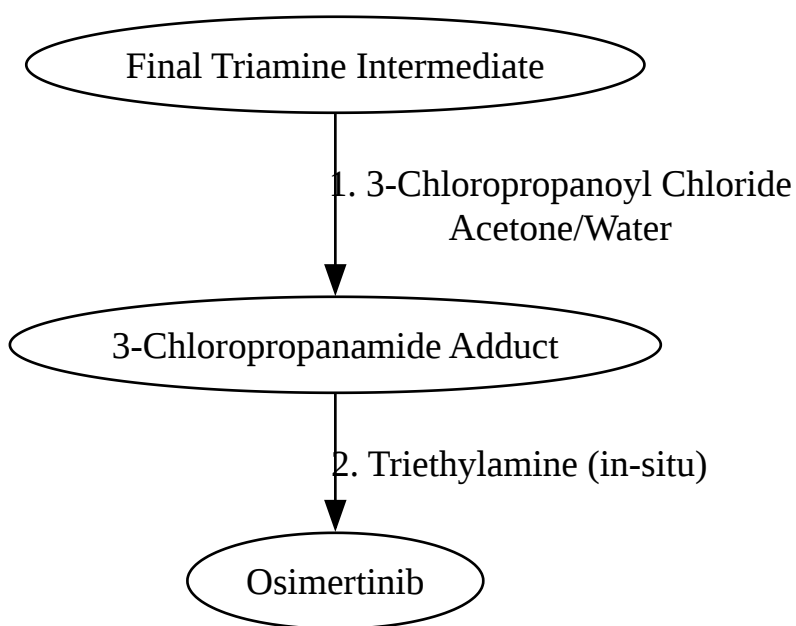 Final Triamine Intermediate
1. 3-Chloropropanoyl Chloride
Acetone/Water
3-Chloropropanamide Adduct
2. Triethylamine (in-situ)
Osimertinib